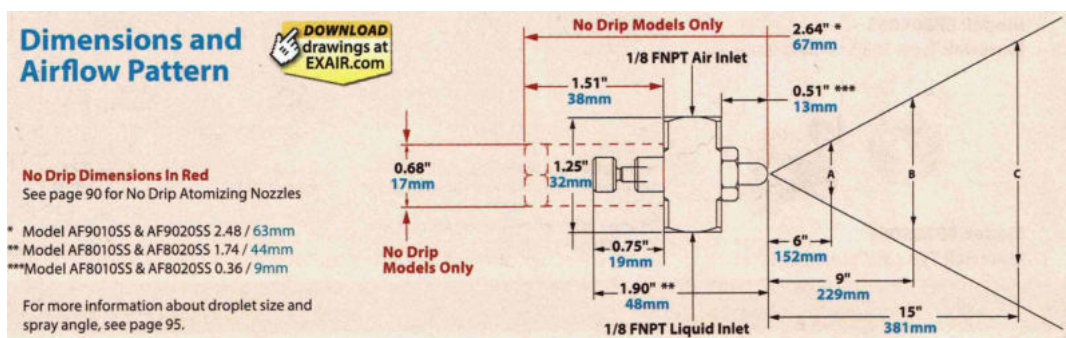 Dimensions and
Airflow Pattern
DOWNLOAD
drawings at
EXAIR.com
No Drip Models Only
2.64" *
67mm
1/8 FNPT Air Inlet
1.51"
38mm
0.51" ***
13mm
0.68"
17mm
1.25"
32mm
A
B
C
No Drip Dimensions In Red
See page 90 for No Drip Atomizing Nozzles
* Model AF9010SS & AF9020SS 2.48 / 63mm
** Model AF8010SS & AF8020SS 1.74 / 44mm
***Model AF8010SS & AF8020SS 0.36 / 9mm
No Drip
Models Only
0.75"
19mm
6"
152mm
1.90" **
48mm
9"
229mm
15"
381mm
1/8 FNPT Liquid Inlet
For more information about droplet size and
spray angle, see page 95.